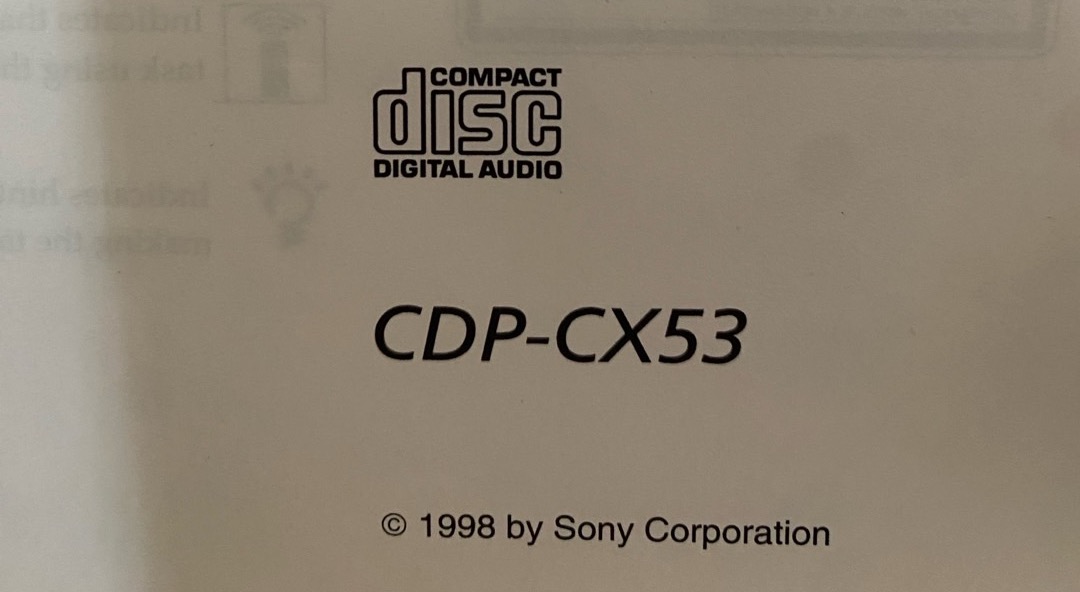 COMPACT
disc
DIGITAL AUDIO
CDP-CX53
© 1998 by Sony Corporation